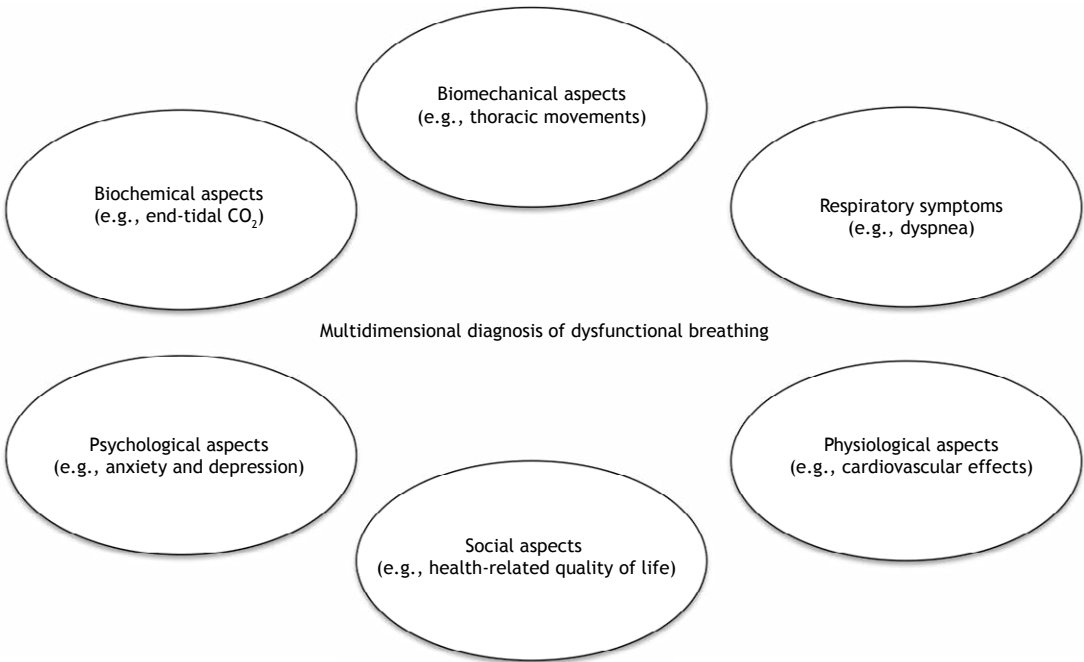 Biomechanical aspects
(e.g., thoracic movements)
Biochemical aspects
(e.g., end-tidal CO₂)
Respiratory symptoms
(e.g., dyspnea)
Multidimensional diagnosis of dysfunctional breathing
Psychological aspects
(e.g., anxiety and depression)
Physiological aspects
(e.g., cardiovascular effects)
Social aspects
(e.g., health-related quality of life)